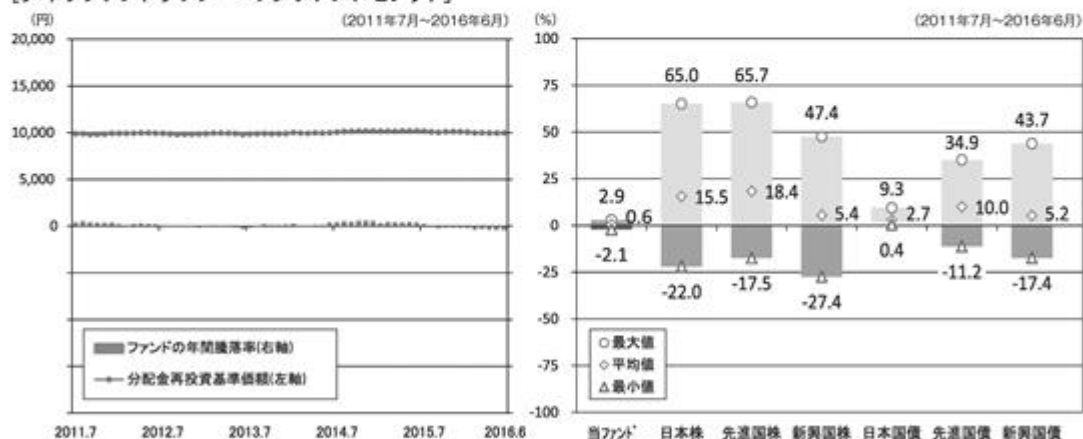 (円)
(2011年7月~2016年6月)
20,000
15,000
10,000
5,000
0
ファンドの年間騰落率(右軸)
分配金再投資基準価額(左軸)
2011.7 2012.7 2013.7 2014.7 2015.7 2016.6
(%)
(2011年7月~2016年6月)
100
75
50
25
0
-25
-50
-75
-100
2.9 0.6 -2.1
65.0 15.5 -22.0
65.7 18.4 -17.5
47.4 5.4 -27.4
9.3 2.7 0.4
34.9 10.0 -11.2
43.7 5.2 -17.4
○最大値
◇平均値
△最小値
当ファンド 日本株 先進国株 新興国株 日本国債 先進国債 新興国債